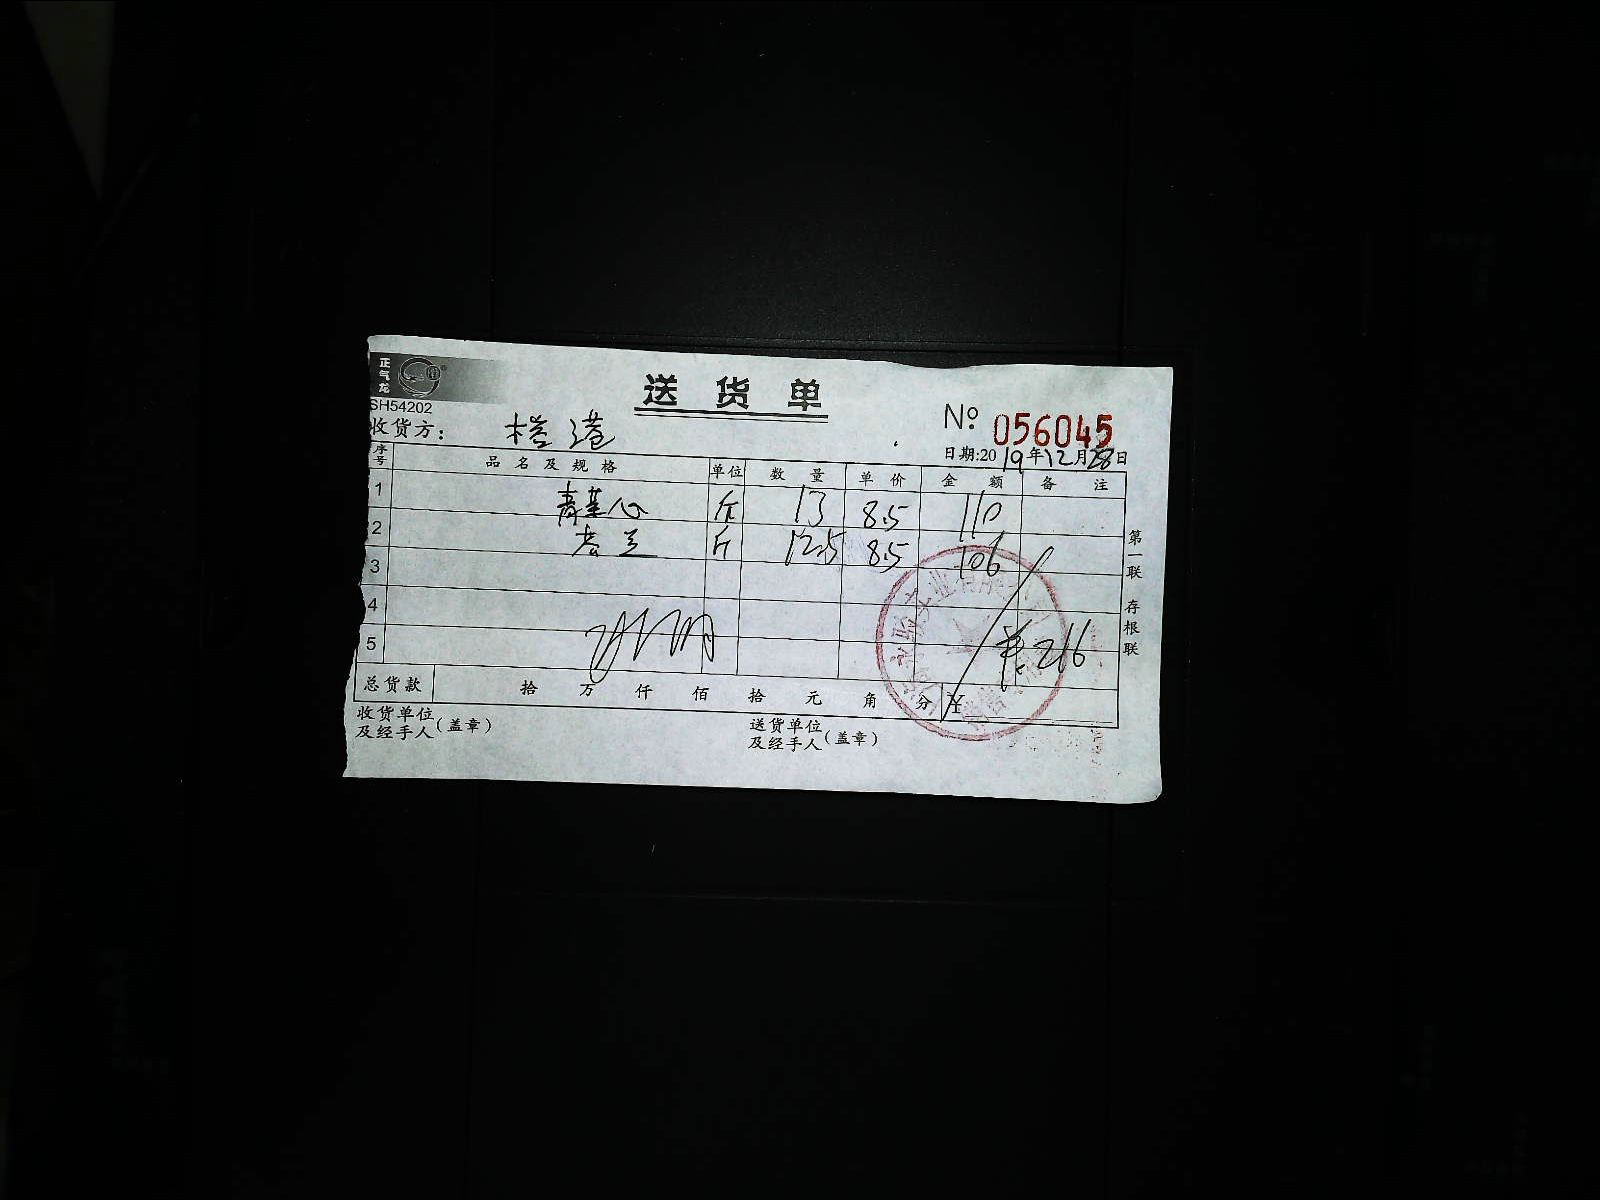 正气龙
SH54202
送货单
№ 056045
收货方： 塔港
日期:2019年12月28日
序号 品名及规格 单位 数量 单价 金额 备注
1 青菜心 斤 13 8.5 110
2 斤 12.5 8.5 106
3
4
5 ¥216
总货款 拾 万 仟 佰 拾 元 角 分 ¥
收货单位及经手人(盖章)
送货单位及经手人(盖章)
第一联 存根联